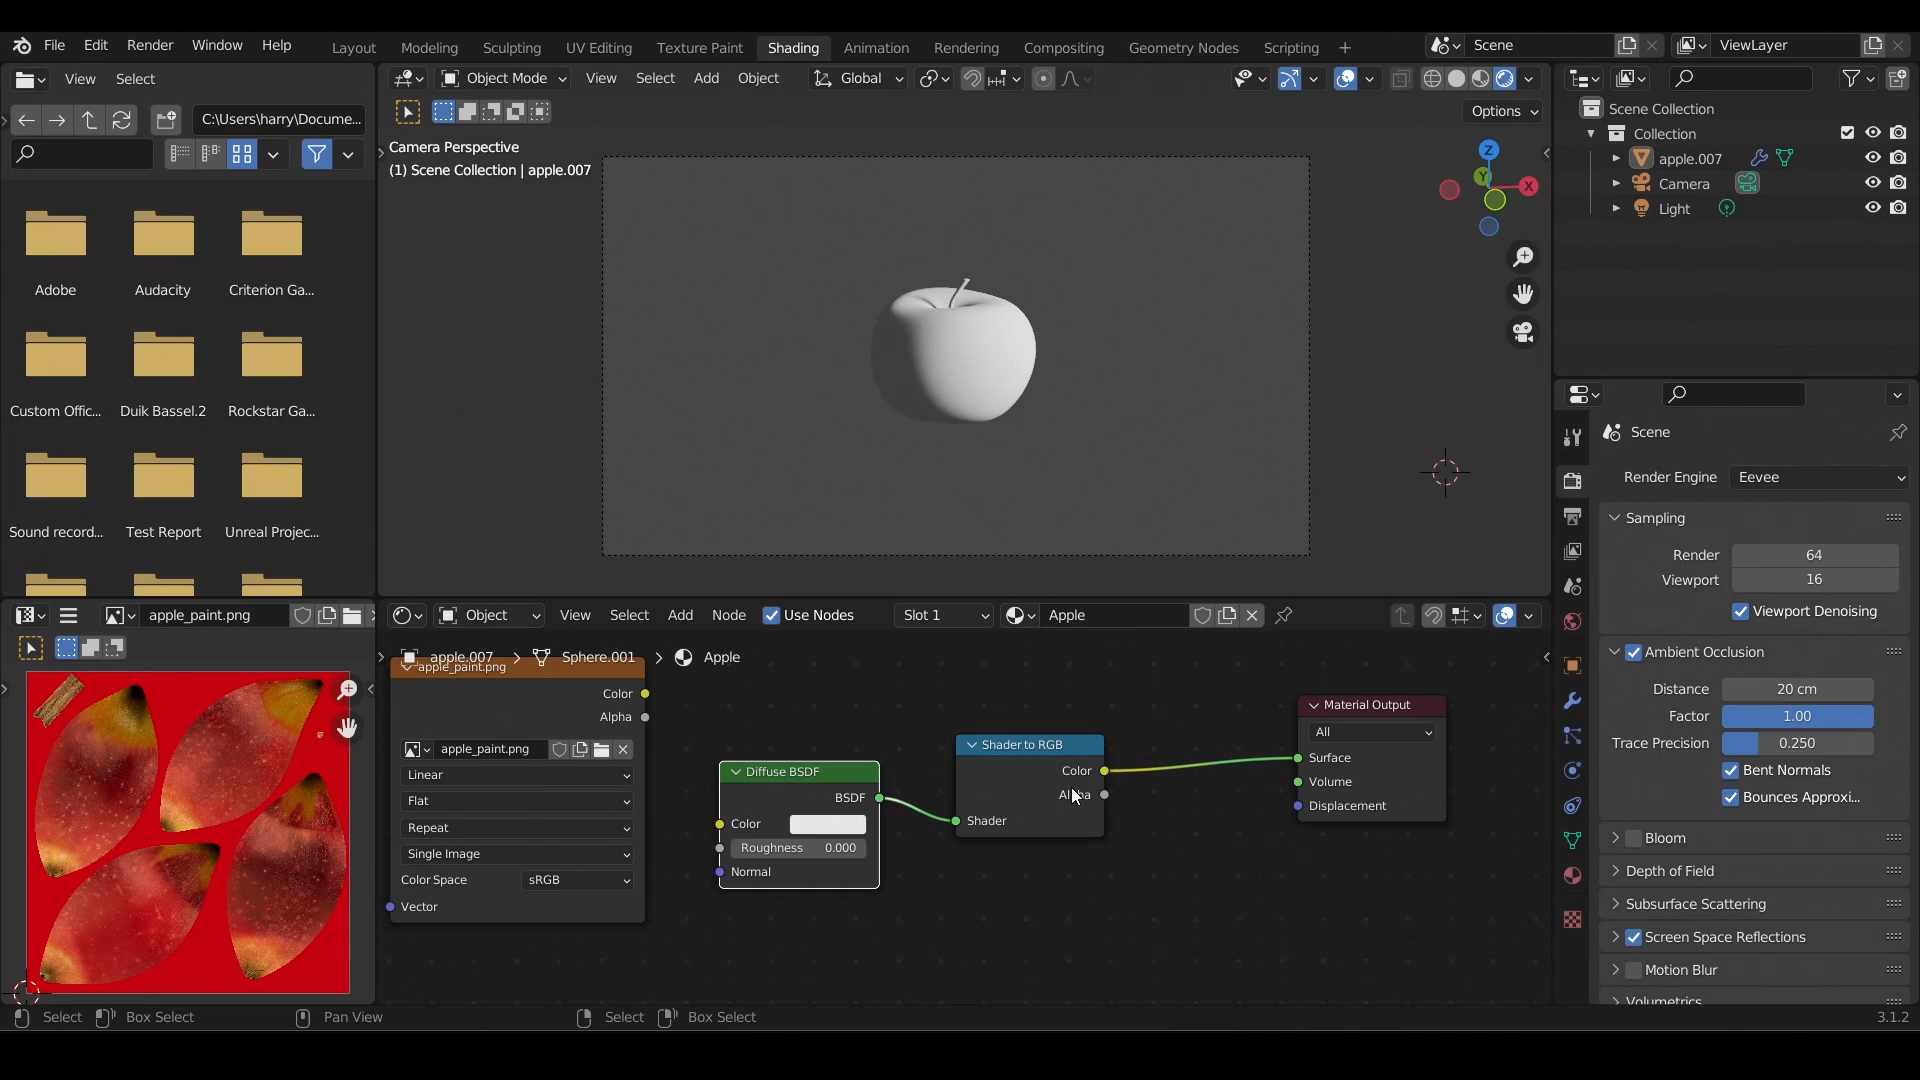 File Edit Render Window Help
Layout Modeling Sculpting UV Editing Texture Paint Shading Animation Rendering Compositing Geometry Nodes Scripting +
Scene ViewLayer
View Select
C:\Users\harry\Docume...
Adobe Audacity Criterion Ga...
Custom Offic... Duik Bassel.2 Rockstar Ga...
Sound record... Test Report Unreal Projec...
Object Mode View Select Add Object Global
Options
Camera Perspective
(1) Scene Collection | apple.007
Z
Y
X
Scene Collection
Collection
apple.007
Camera
Light
Scene
Render Engine Eevee
Sampling
Render 64
Viewport 16
Viewport Denoising
Ambient Occlusion
Distance 20 cm
Factor 1.00
Trace Precision 0.250
Bent Normals
Bounces Approxi...
Bloom
Depth of Field
Subsurface Scattering
Screen Space Reflections
Motion Blur
Volumetrics
apple_paint.png
Object View Select Add Node Use Nodes Slot 1 Apple
apple.007 > Sphere.001 > Apple
apple_paint.png
Color
Alpha
apple_paint.png
Linear
Flat
Repeat
Single Image
Color Space sRGB
Vector
Diffuse BSDF
BSDF
Color
Roughness 0.000
Normal
Shader to RGB
Color
Alpha
Shader
Material Output
All
Surface
Volume
Displacement
Select Box Select Pan View Select Box Select 3.1.2